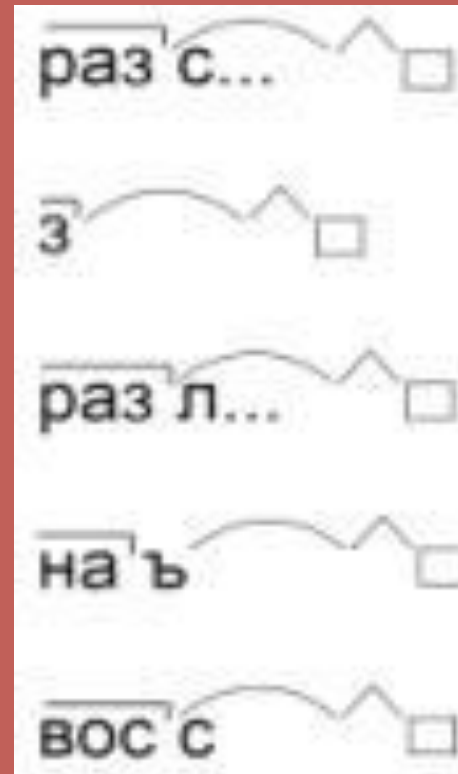 раз с...
з
раз л...
на ъ
вос с